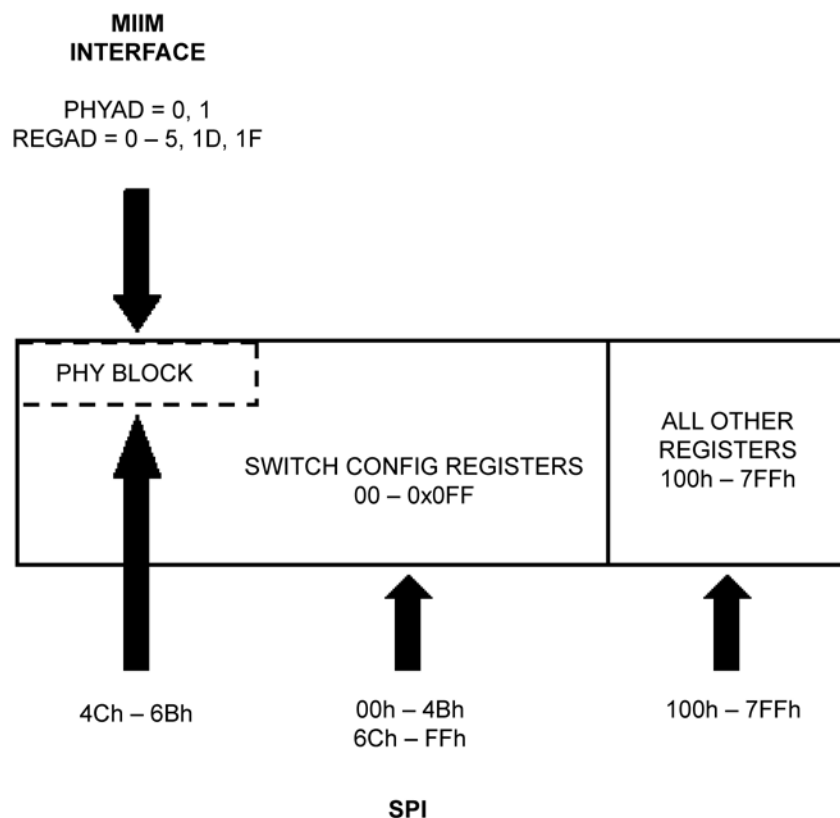 MIIM
INTERFACE
PHYAD = 0, 1
REGAD = 0 – 5, 1D, 1F
PHY BLOCK
SWITCH CONFIG REGISTERS
00 – 0x0FF
ALL OTHER
REGISTERS
100h – 7FFh
4Ch – 6Bh
00h – 4Bh
6Ch – FFh
100h – 7FFh
SPI